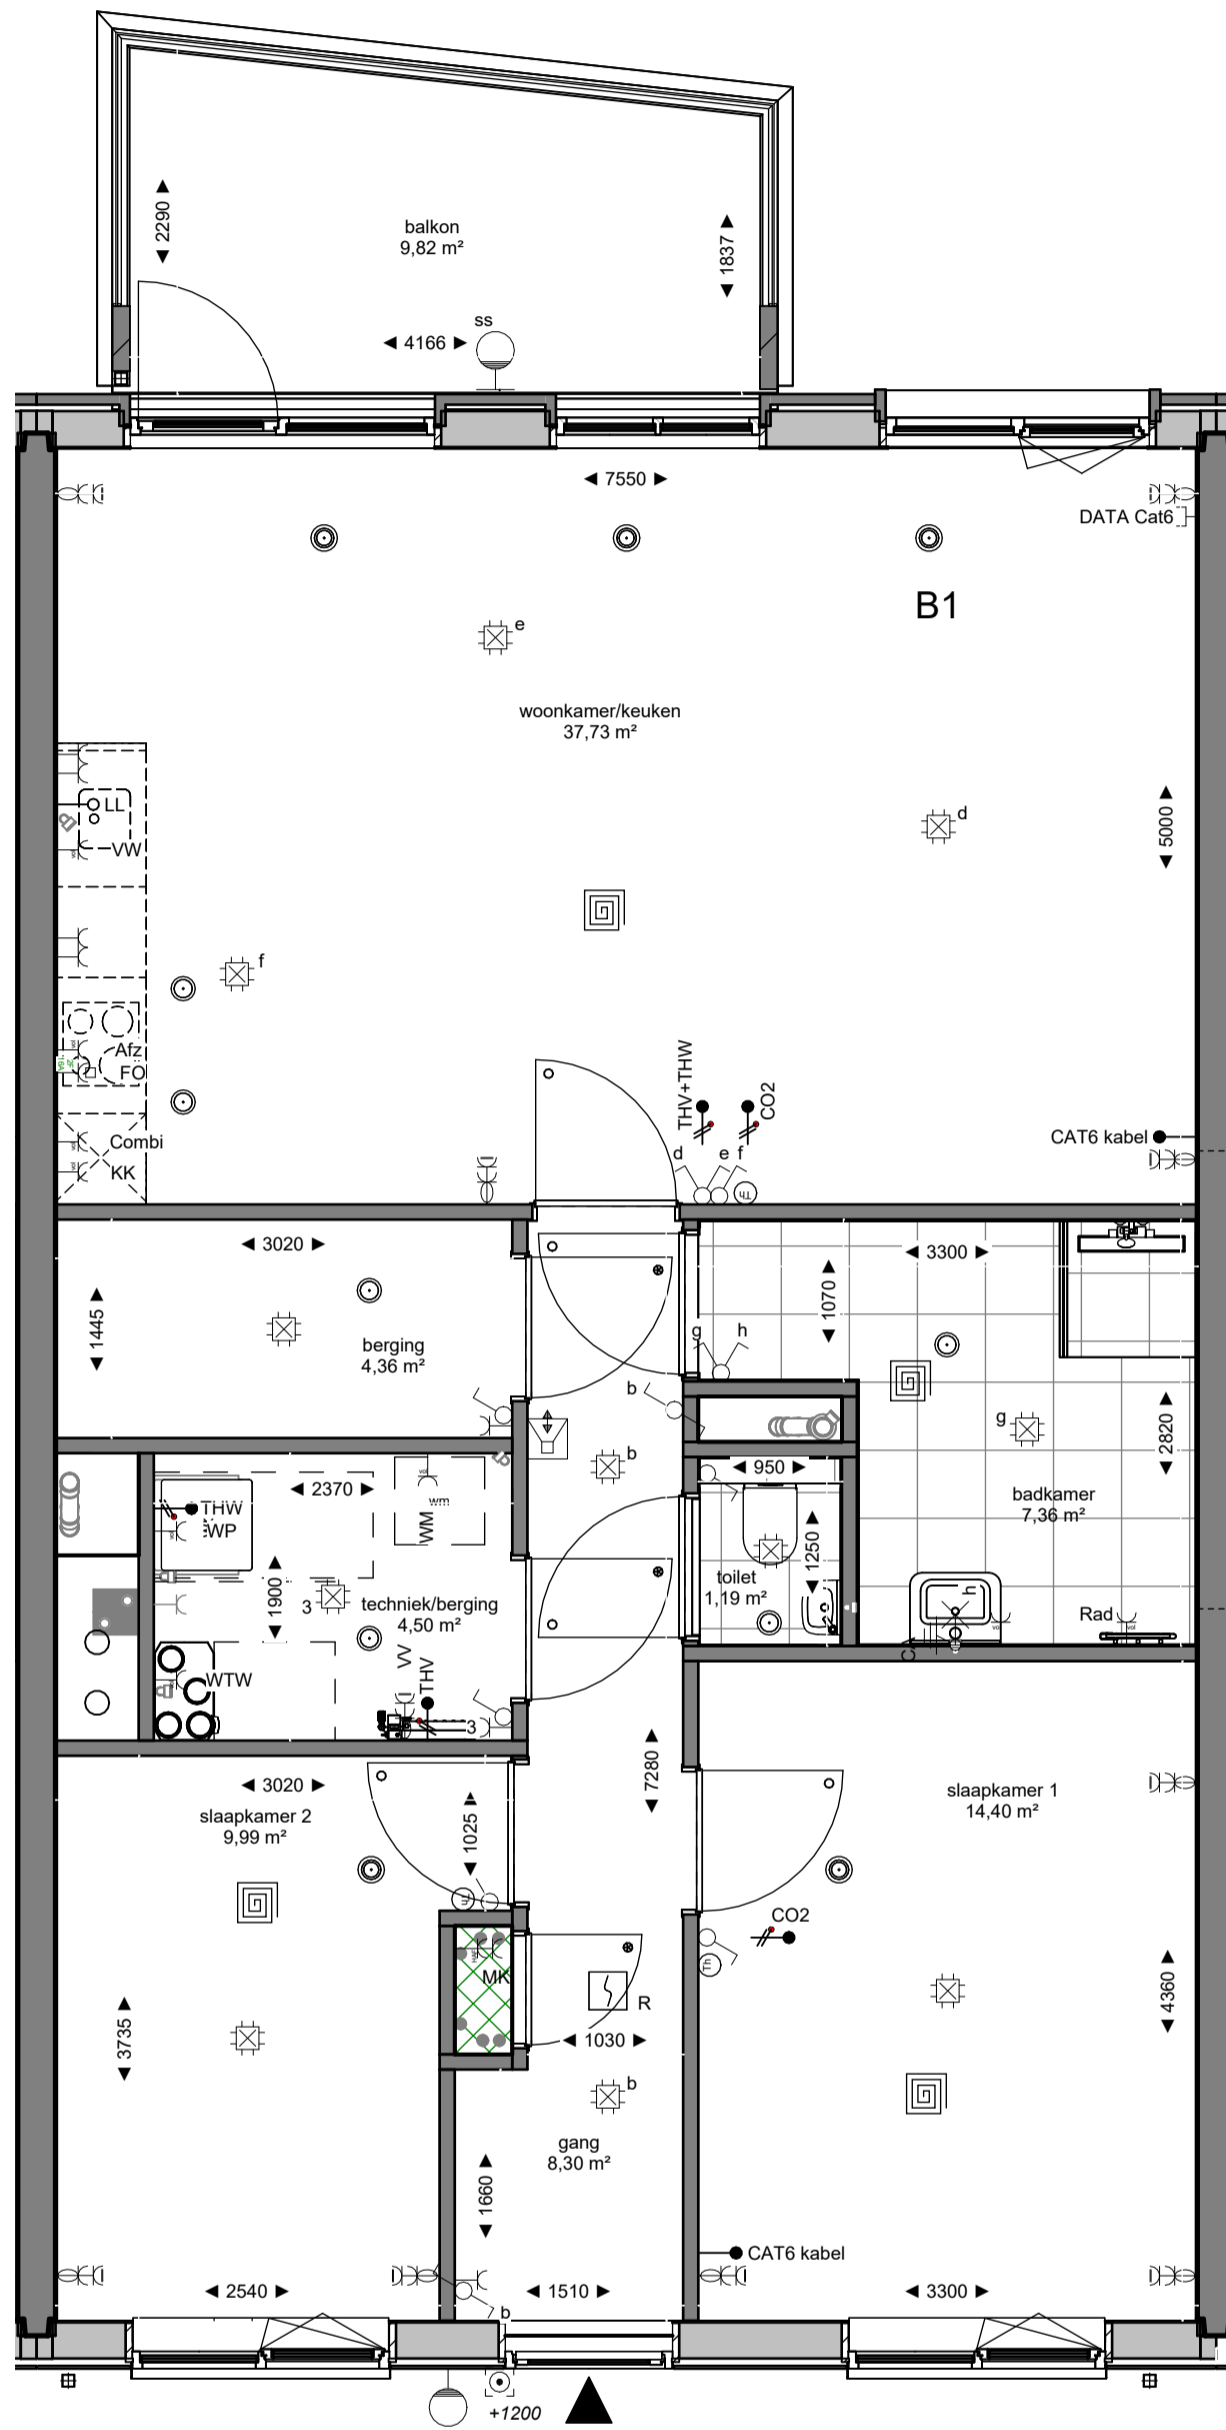 2290
balkon
9,82 m²
1837
ss
4166
7550
DATA Cat6
B1
e
woonkamer/keuken
37,73 m²
LL
d
5000
VW
f
Afz
FO
THV+THW
CO2
Combi
KK
CAT6 kabel
d
e
f
3020
3300
1445
1070
berging
4,36 m²
g
h
b
g
2820
2370
b
950
wm
WM
THW
WP
badkamer
7,36 m²
1900
3
techniek/berging
4,50 m²
1250
toilet
1,19 m²
h
Rad
WTW
VV
THV
3
7280
3020
slaapkamer 2
9,99 m²
1025
slaapkamer 1
14,40 m²
CO2
Th
MK
R
4360
3735
1030
b
gang
8,30 m²
1660
CAT6 kabel
2540
1510
3300
b
+1200